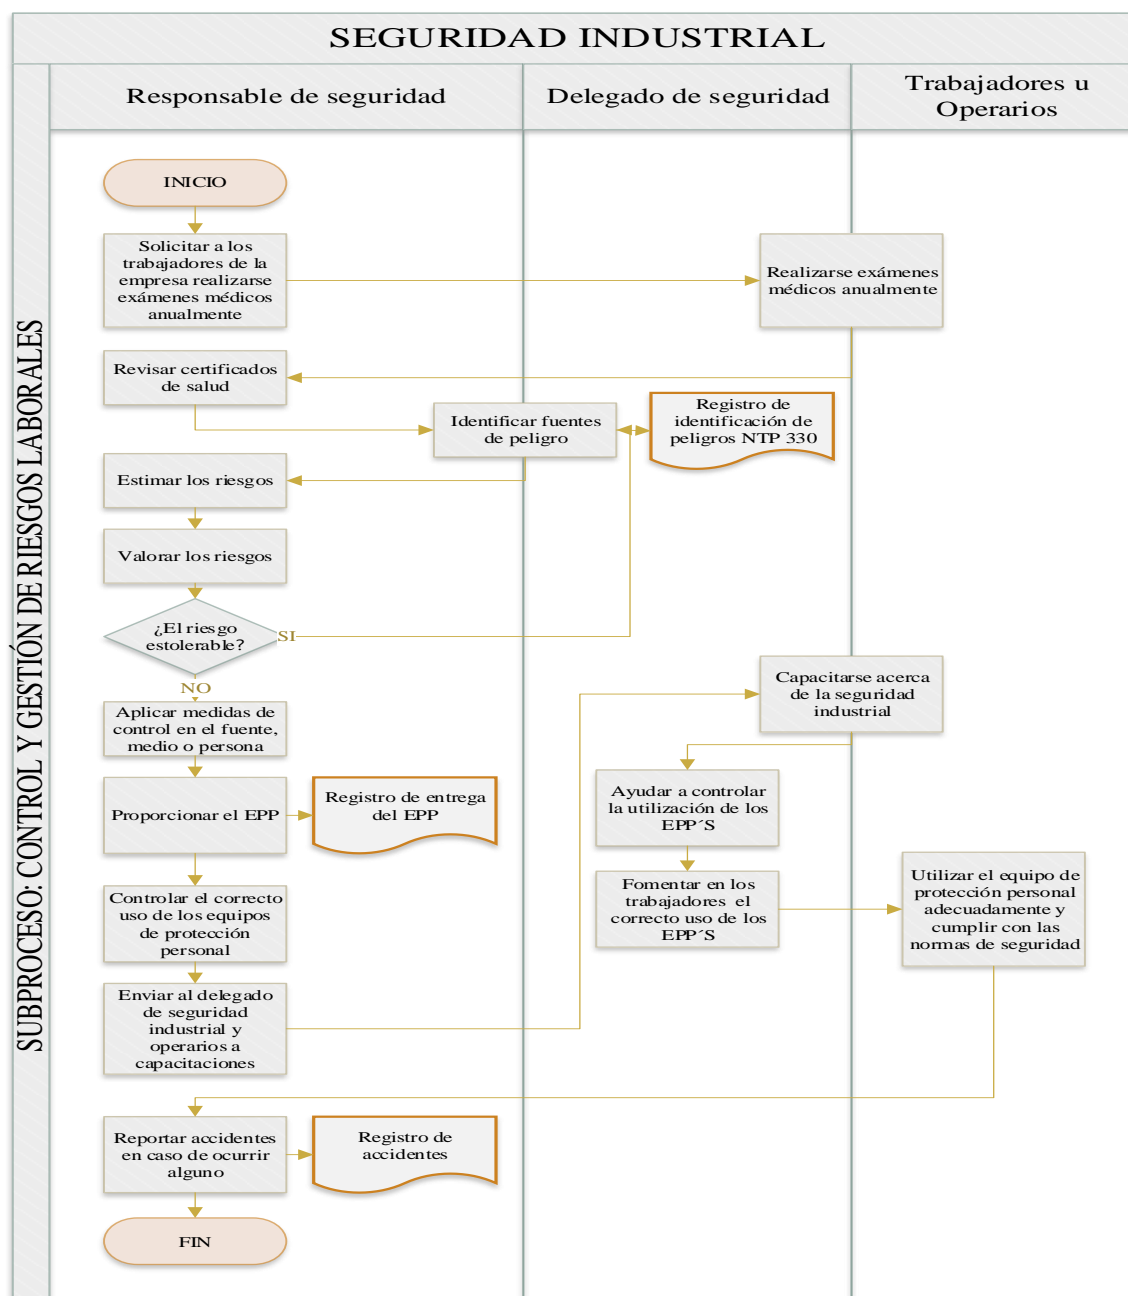 SEGURIDAD INDUSTRIAL
SUBPROCESO: CONTROL Y GESTIÓN DE RIESGOS LABORALES
Responsable de seguridad
Delegado de seguridad
Trabajadores u
Operarios
INICIO
Solicitar a los
trabajadores de la
empresa realizarse
exámenes médicos
anualmente
Realizarse exámenes
médicos anualmente
Revisar certificados
de salud
Identificar fuentes
de peligro
Registro de
identificación de
peligros NTP 330
Estimar los riesgos
Valorar los riesgos
¿El riesgo
estolerable?
SI
NO
Capacitarse acerca
de la seguridad
industrial
Aplicar medidas de
control en el fuente,
medio o persona
Proporcionar el EPP
Registro de entrega
del EPP
Ayudar a controlar
la utilización de los
EPP´S
Controlar el correcto
uso de los equipos
de protección
personal
Fomentar en los
trabajadores el
correcto uso de los
EPP´S
Utilizar el equipo de
protección personal
adecuadamente y
cumplir con las
normas de seguridad
Enviar al delegado
de seguridad
industrial y
operarios a
capacitaciones
Reportar accidentes
en caso de ocurrir
alguno
Registro de
accidentes
FIN